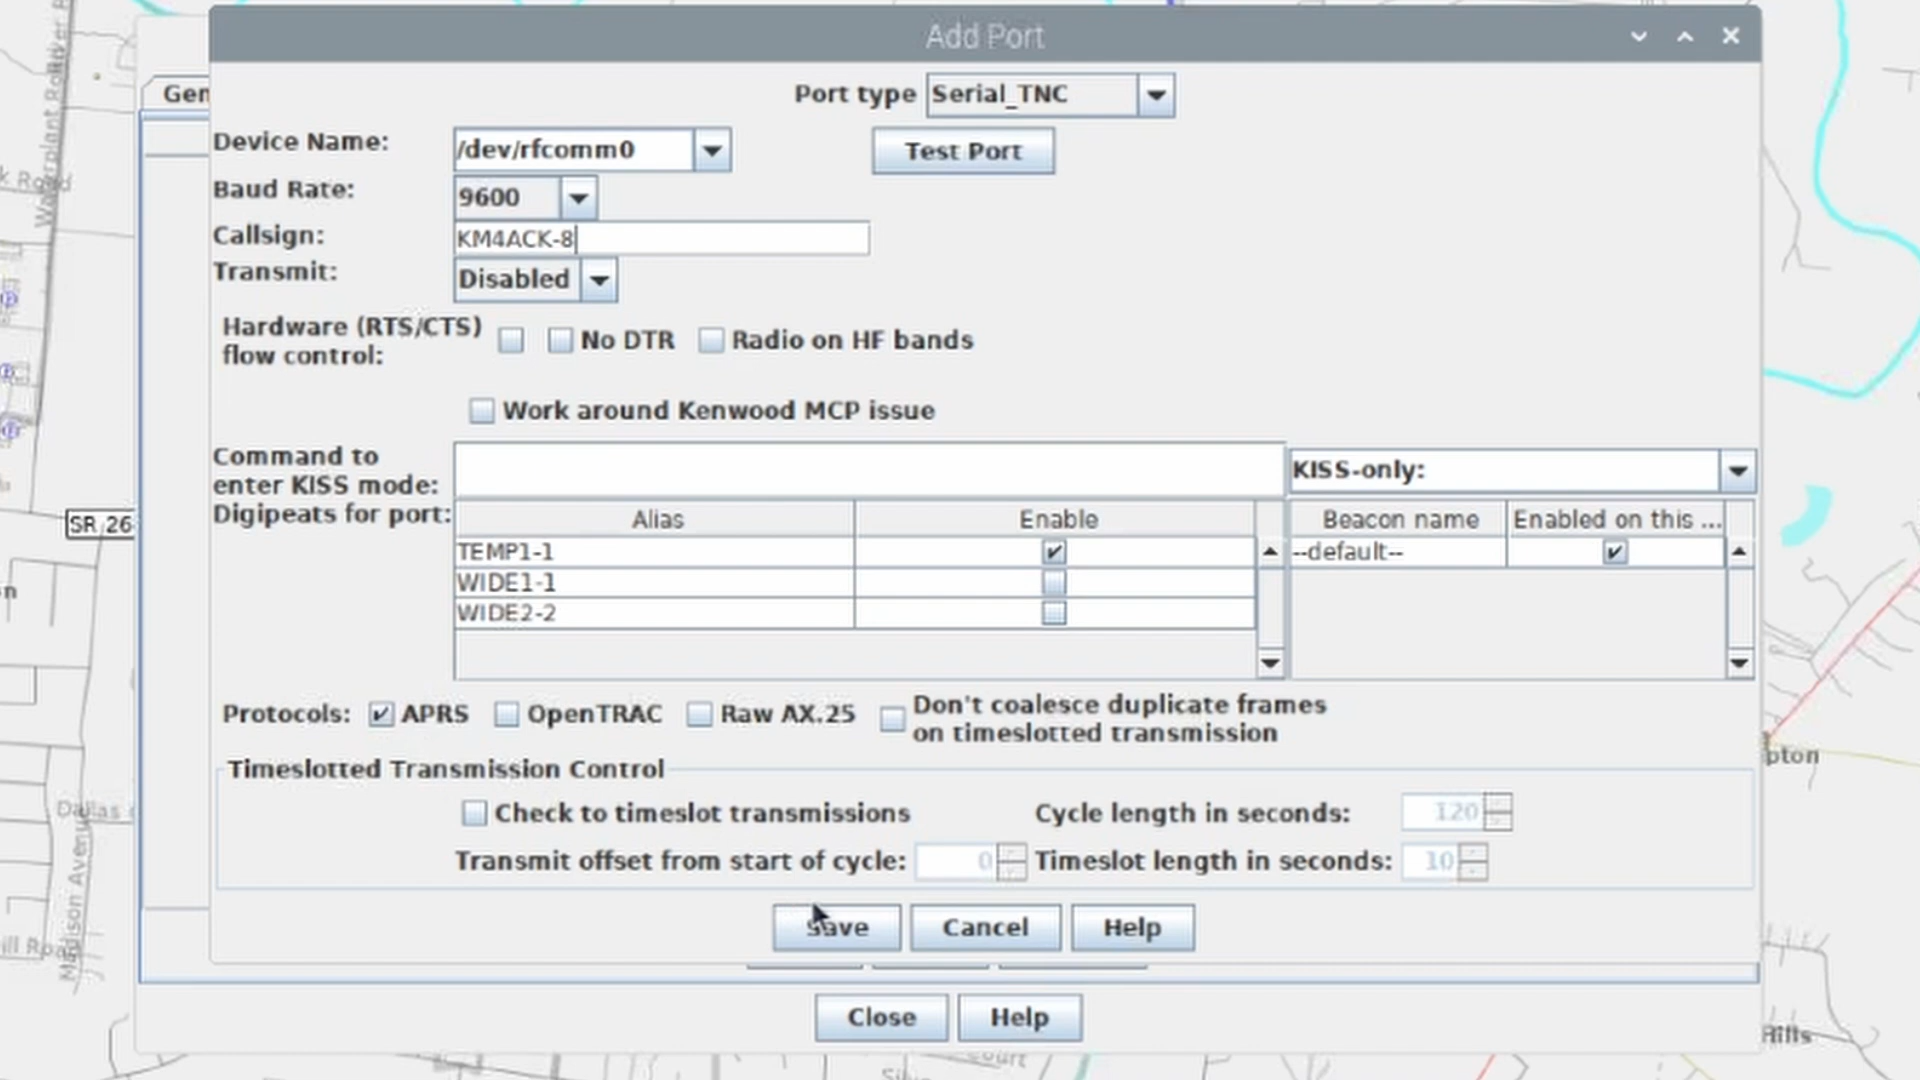 Add Port
Gen
Port type Serial_TNC
Device Name: /dev/rfcomm0 Test Port
Baud Rate: 9600
Callsign: KM4ACK-8
Transmit: Disabled
Hardware (RTS/CTS) flow control: No DTR Radio on HF bands
Work around Kenwood MCP issue
Command to enter KISS mode: KISS-only:
Digipeats for port: Alias Enable Beacon name Enabled on this ...
TEMP1-1 --default--
WIDE1-1
WIDE2-2
Protocols: APRS OpenTRAC Raw AX.25 Don't coalesce duplicate frames on timeslotted transmission
Timeslotted Transmission Control
Check to timeslot transmissions Cycle length in seconds: 120
Transmit offset from start of cycle: 0 Timeslot length in seconds: 10
Save Cancel Help
Close Help
SR 26
k Road
Dallas
Madison Avenue
ill Road
pton
Hills
Court